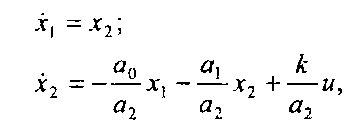 ẋ₁ = x₂;
ẋ₂ = −(a₀/a₂)x₁ − (a₁/a₂)x₂ + (k/a₂)u,